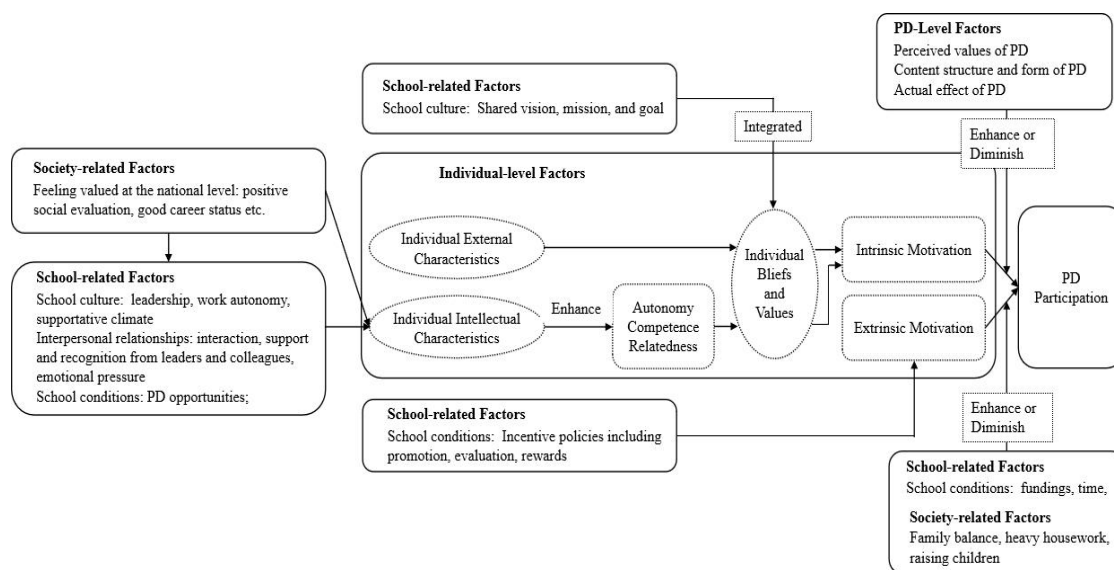 PD-Level Factors
Perceived values of PD
Content structure and form of PD
Actual effect of PD
School-related Factors
School culture: Shared vision, mission, and goal
Integrated
Enhance or
Diminish
Society-related Factors
Feeling valued at the national level: positive
social evaluation, good career status etc.
Individual-level Factors
Individual External
Characteristics
Individual
Bliefs and
Values
Intrinsic Motivation
PD
Participation
School-related Factors
School culture: leadership, work autonomy,
supportative climate
Interpersonal relationships: interaction, support
and recognition from leaders and colleagues,
emotional pressure
School conditions: PD opportunities;
Individual Intellectual
Characteristics
Enhance
Autonomy
Competence
Relatedness
Extrinsic Motivation
School-related Factors
School conditions: Incentive policies including
promotion, evaluation, rewards
Enhance or
Diminish
School-related Factors
School conditions: fundings, time,
Society-related Factors
Family balance, heavy housework,
raising children